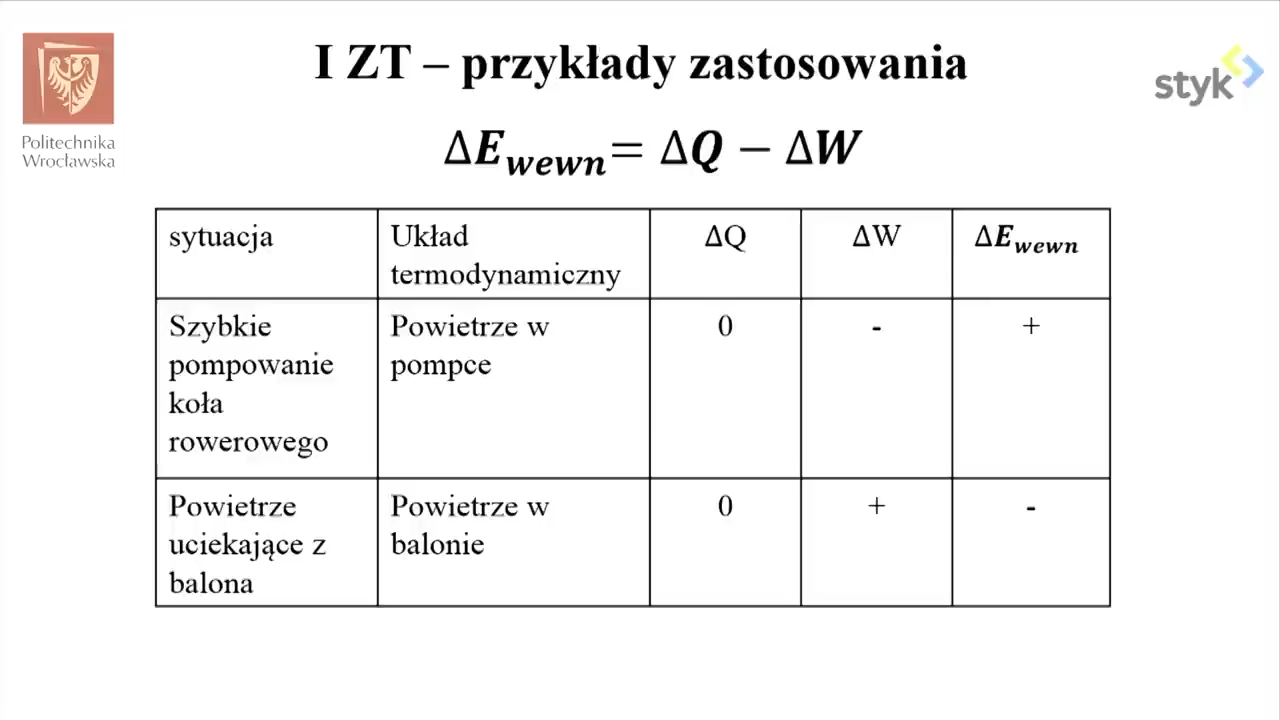 I ZT – przykłady zastosowania
Politechnika
Wrocławska
styk
ΔE_wewn = ΔQ − ΔW
sytuacja
Układ
termodynamiczny
ΔQ
ΔW
ΔE_wewn
Szybkie
pompowanie
koła
rowerowego
Powietrze w
pompce
0
-
+
Powietrze
uciekające z
balona
Powietrze w
balonie
0
+
-